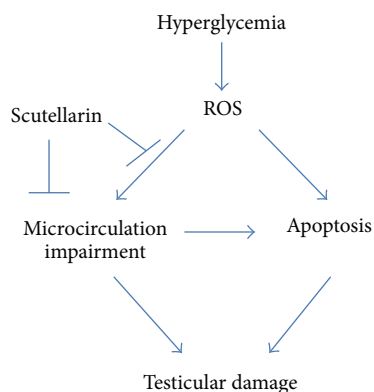 Hyperglycemia
ROS
Scutellarin
Microcirculation
impairment
Apoptosis
Testicular damage